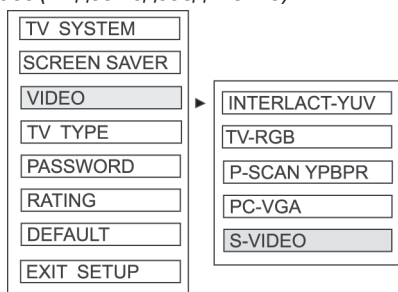 TV SYSTEM
SCREEN SAVER
VIDEO
TV TYPE
PASSWORD
RATING
DEFAULT
EXIT SETUP
INTERLACT-YUV
TV-RGB
P-SCAN YPBPR
PC-VGA
S-VIDEO